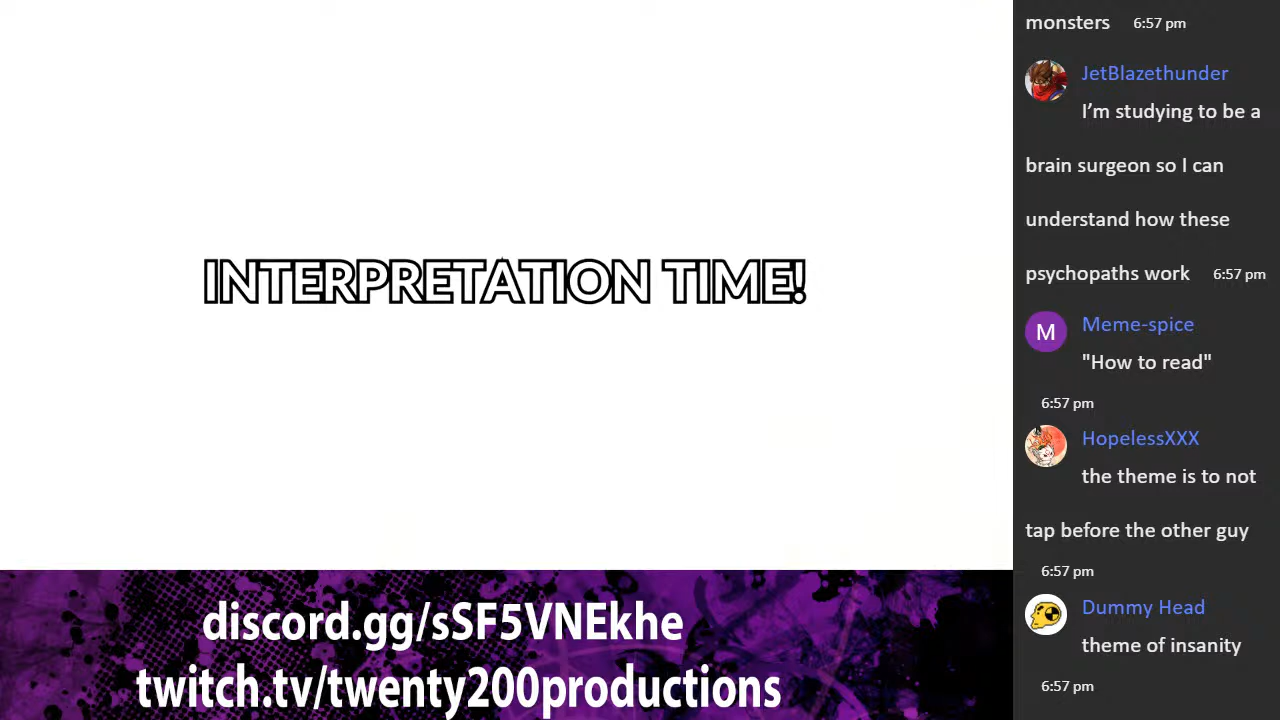 INTERPRETATION TIME!
discord.gg/sSF5VNEkhe
twitch.tv/twenty200productions
monsters 6:57 pm
JetBlazethunder
I’m studying to be a
brain surgeon so I can
understand how these
psychopaths work 6:57 pm
M
Meme-spice
"How to read"
6:57 pm
HopelessXXX
the theme is to not
tap before the other guy
6:57 pm
Dummy Head
theme of insanity
6:57 pm